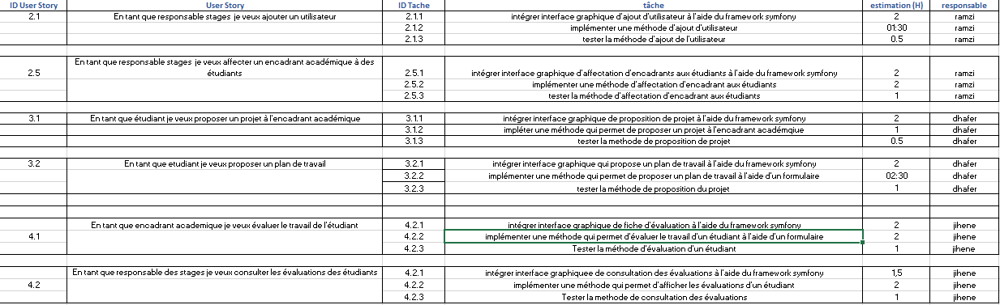 ID User Story User Story ID Tache tâche estimation (H) responsable
2.1 En tant que responsable stages je veux ajouter un utilisateur 2.1.1 intégrer interface graphique d'ajout d'utilisateur à l'aide du framework symfony 2 ramzi
2.1.2 implémenter une méthode d'ajout d'utilisateur 01:30 ramzi
2.1.3 tester la méthode d'ajout de l'utilisateur 0.5 ramzi
En tant que responsable stages je veux affecter un encadrant académique à des
2.5 étudiants 2.5.1 intégrer interface graphique d'affectation d'encadrants aux étudiants à l'aide du framework symfony 2 ramzi
2.5.2 implémenter une méthode d'affectation d'encadrant aux étudiants 2 ramzi
2.5.3 tester la méthode d'affectation d'encadrant aux étudiants 1 ramzi
3.1 En tant que étudiant je veux proposer un projet à l'encadrant académique 3.1.1 intégrer interface graphique de proposition de projet à l'aide du framework symfony 2 dhafer
3.1.2 impléter une méthode qui permet de proposer un projet à l'encadrant académqiue 1 dhafer
3.1.3 tester la methode de proposition de projet 0.5 dhafer
3.2 En tant que etudiant je veux proposer un plan de travail 3.2.1 intégrer interface graphique qui propose un plan de travail à l'aide du framework symfony 2 dhafer
3.2.2 implémenter une méthode qui permet de proposer un plan de travail à l'aide d'un formulaire 02:30 dhafer
3.2.3 tester la méthode de proposition du projet 1 dhafer
En tant que encadrant academique je veux évaluer le travail de l'étudiant 4.2.1 intégrer interface graphique de fiche d'évaluation à l'aide du framework symfony 2 jihene
4.1 4.2.2 implémenter une méthode qui permet d'évaluer le travail d'un étudiant à l'aide d'un formulaire 2 jihene
4.2.3 Tester la méthode d'évaluation d'un étudiant 1 jihene
En tant que responsable des stages je veux consulter les évaluations des étudiants 4.2.1 intégrer interface graphiquee de consultation des évaluations à l'aide du framework symfony 1,5 jihene
4.2 4.2.2 implémenter une méthode qui permet d'afficher les évaluations d'un étudiant 2 jihene
4.2.3 Tester la methode de consultation des évaluations 1 jihene